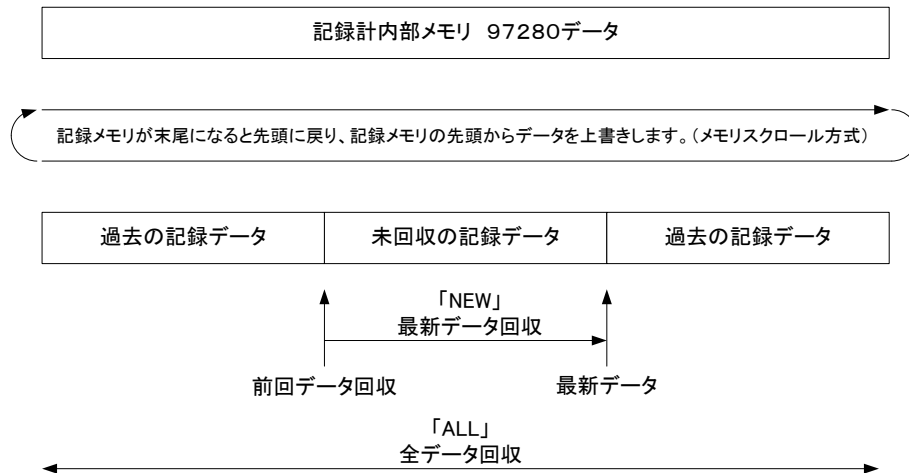 記録計内部メモリ 97280データ
記録メモリが末尾になると先頭に戻り、記録メモリの先頭からデータを上書きします。(メモリスクロール方式)
過去の記録データ 未回収の記録データ 過去の記録データ
「NEW」
最新データ回収
前回データ回収 最新データ
「ALL」
全データ回収